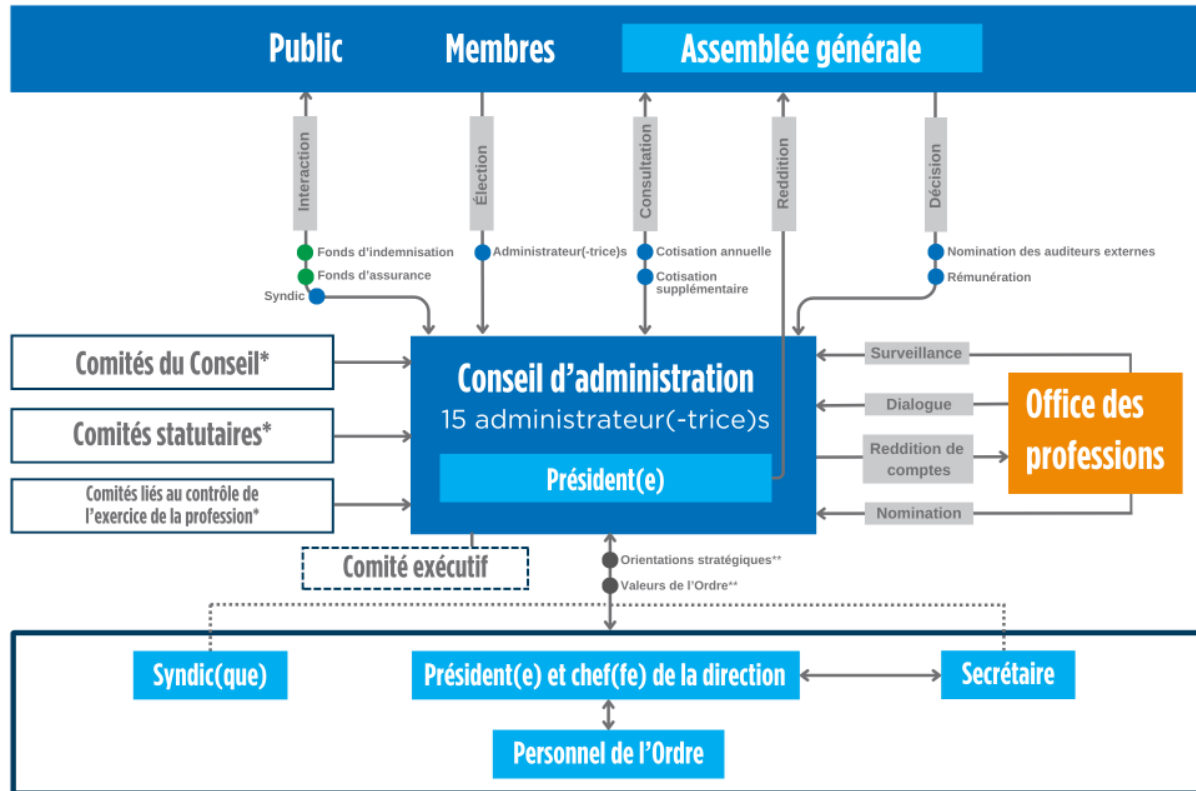 Public
Membres
Assemblée générale
Interaction
Élection
Consultation
Reddition
Décision
Fonds d'indemnisation
Fonds d'assurance
Syndic
Administrateur(-trice)s
Cotisation annuelle
Cotisation
supplémentaire
Nomination des auditeurs externes
Rémunération
Comités du Conseil*
Comités statutaires*
Comités liés au contrôle de
l'exercice de la profession*
Conseil d'administration
15 administrateur(-trice)s
Président(e)
Surveillance
Dialogue
Reddition de
comptes
Nomination
Office des
professions
Comité exécutif
Orientations stratégiques**
Valeurs de l'Ordre**
Syndic(que)
Président(e) et chef(fe) de la direction
Secrétaire
Personnel de l'Ordre